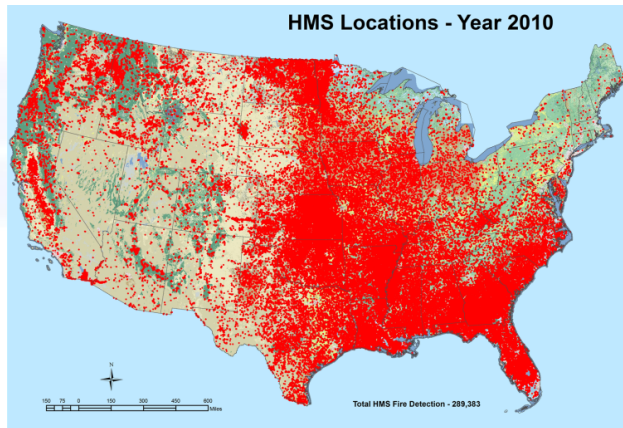 HMS Locations - Year 2010
N
150 75 0 150 300 450 600
Miles
Total HMS Fire Detection - 289,383